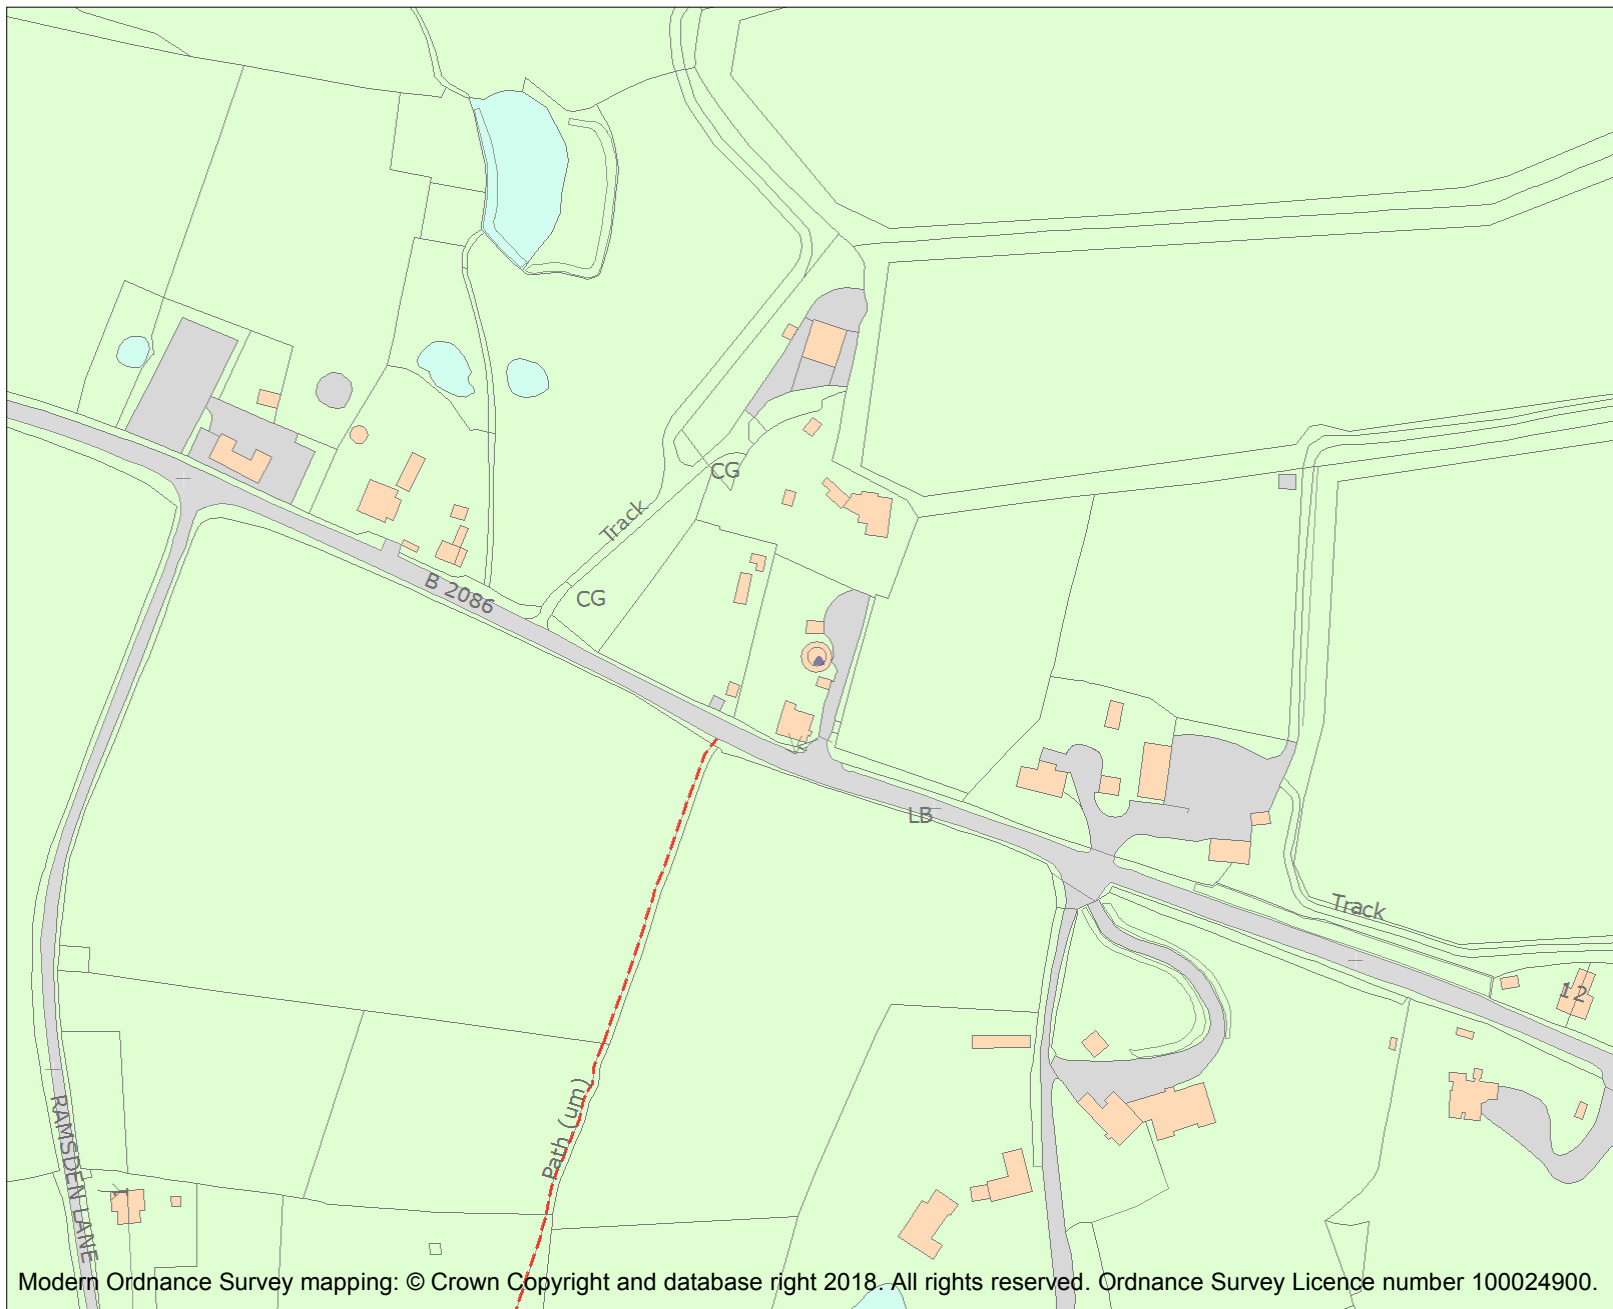 CG
Track
CG
B 2086
LB
Track
12
Path (um)
RAMSDEN LANE
1
Modern Ordnance Survey mapping: © Crown Copyright and database right 2018. All rights reserved. Ordnance Survey Licence number 100024900.